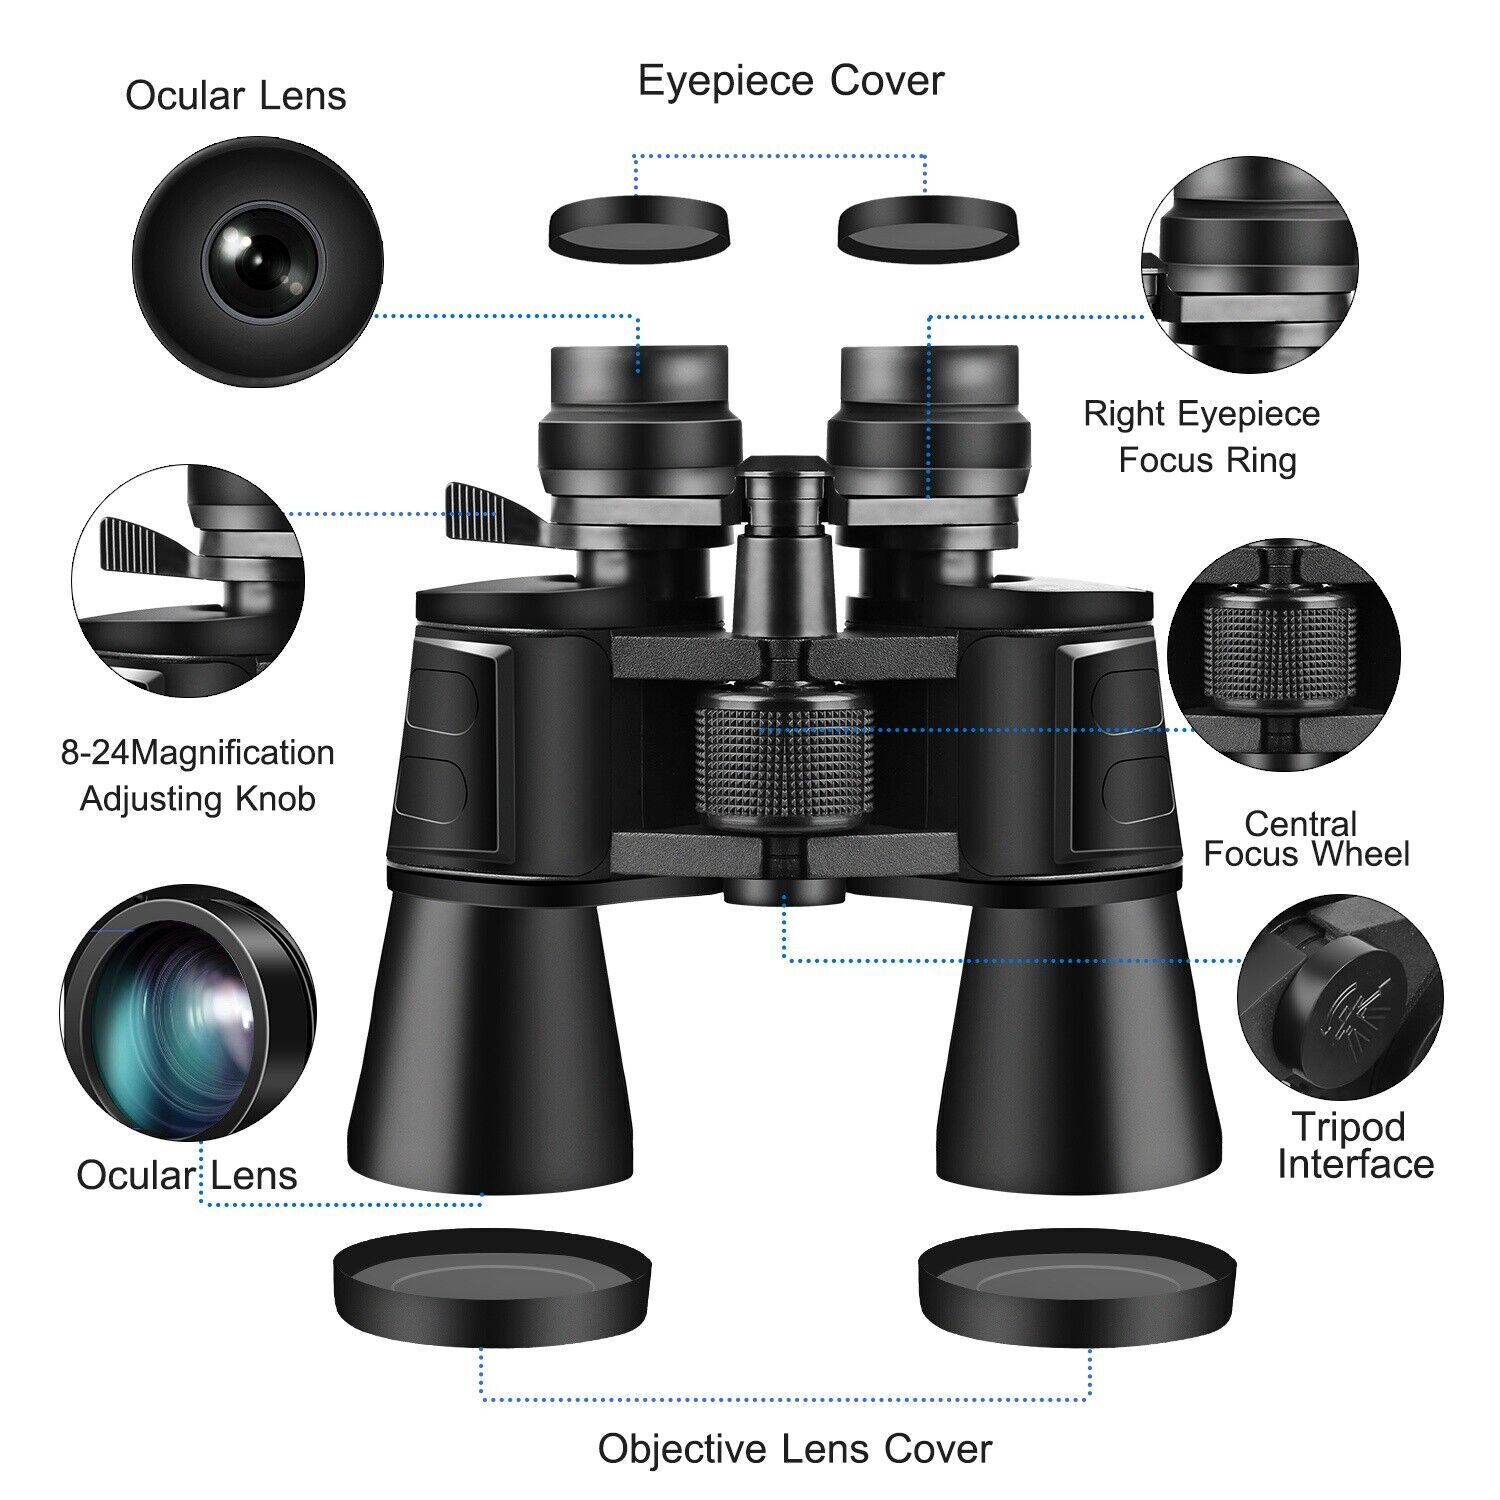 Ocular Lens
Eyepiece Cover
Right Eyepiece
Focus Ring
8-24Magnification
Adjusting Knob
Central
Focus Wheel
Ocular Lens
Tripod
Interface
Objective Lens Cover